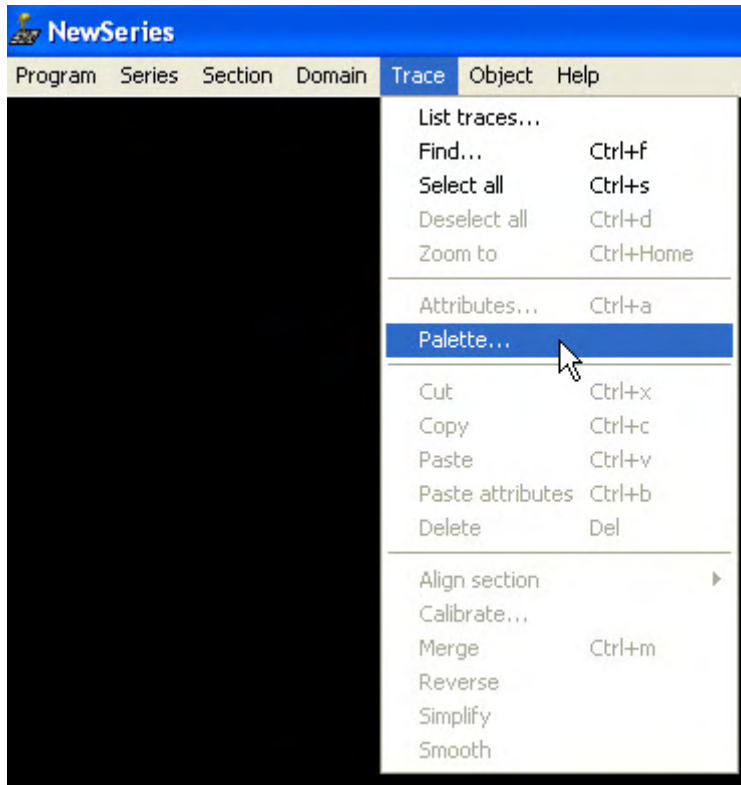 NewSeries
Program Series Section Domain Trace Object Help
List traces...
Find... Ctrl+f
Select all Ctrl+s
Deselect all Ctrl+d
Zoom to Ctrl+Home
Attributes... Ctrl+a
Palette...
Cut Ctrl+x
Copy Ctrl+c
Paste Ctrl+v
Paste attributes Ctrl+b
Delete Del
Align section
Calibrate...
Merge Ctrl+m
Reverse
Simplify
Smooth